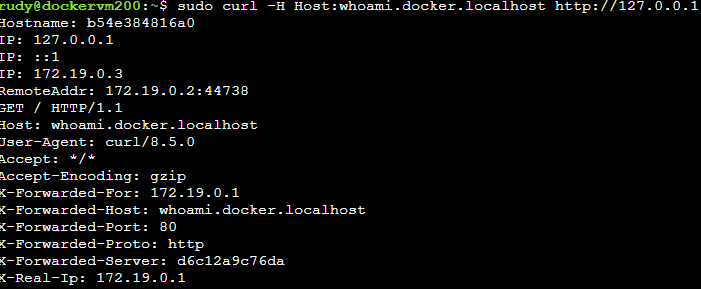 rudy@dockervm200:~$ sudo curl -H Host:whoami.docker.localhost http://127.0.0.1
Hostname: b54e384816a0
IP: 127.0.0.1
IP: ::1
IP: 172.19.0.3
RemoteAddr: 172.19.0.2:44738
GET / HTTP/1.1
Host: whoami.docker.localhost
User-Agent: curl/8.5.0
Accept: */*
Accept-Encoding: gzip
X-Forwarded-For: 172.19.0.1
X-Forwarded-Host: whoami.docker.localhost
X-Forwarded-Port: 80
X-Forwarded-Proto: http
X-Forwarded-Server: d6c12a9c76da
X-Real-Ip: 172.19.0.1